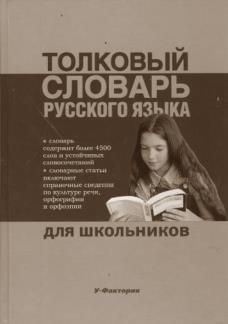 ТОЛКОВЫЙ
СЛОВАРЬ
РУССКОГО ЯЗЫКА
• словарь
содержит более 4500
слов и устойчивых
словосочетаний
• словарные статьи
включают
справочные сведения
по культуре речи,
орфографии
и орфоэпии
для школьников
У-Фактория